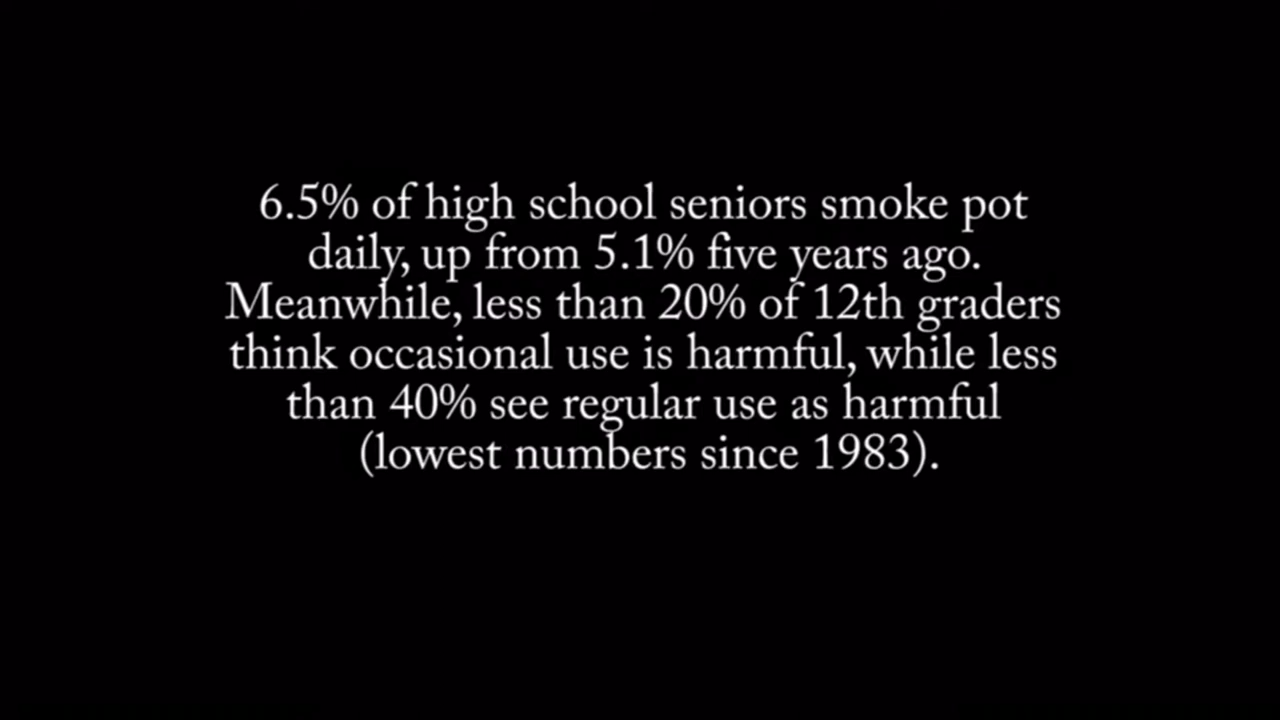 6.5% of high school seniors smoke pot
daily, up from 5.1% five years ago.
Meanwhile, less than 20% of 12th graders
think occasional use is harmful, while less
than 40% see regular use as harmful
(lowest numbers since 1983).